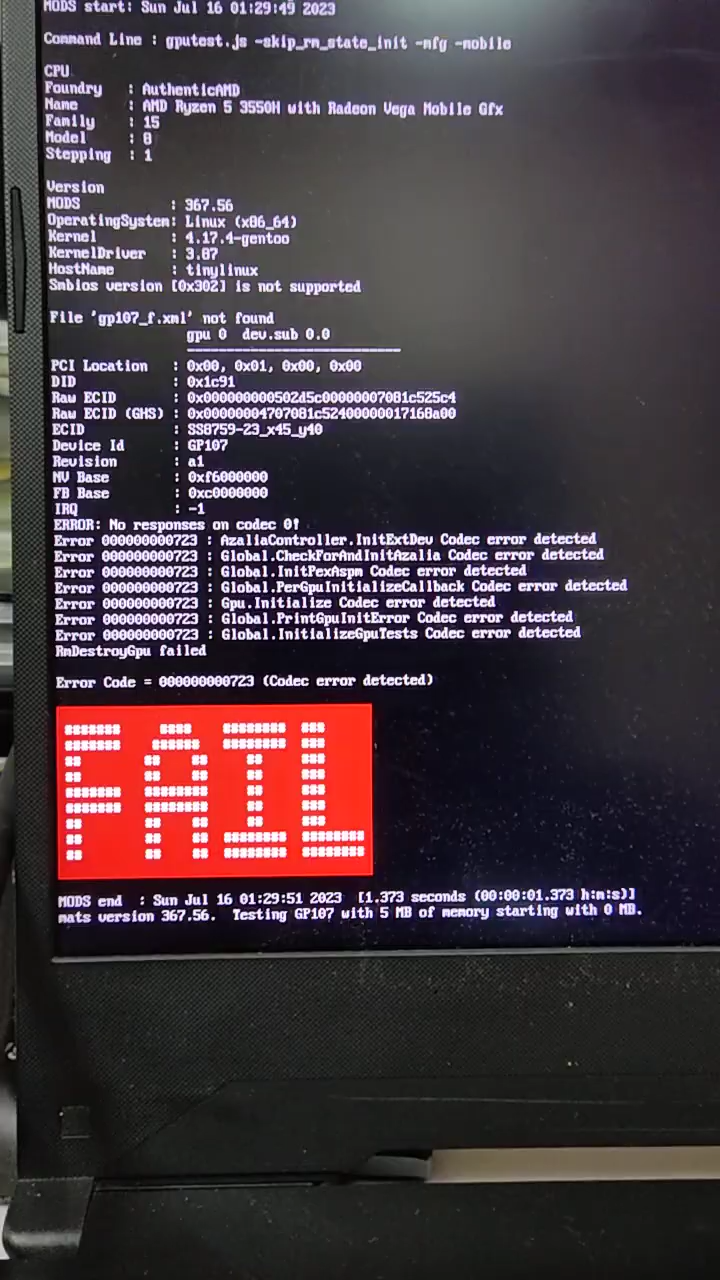 MODS start: Sun Jul 16 01:29:49 2023
Command Line : gputest.js -skip_rm_state_init -mfg -mobile
CPU
Foundry : AuthenticAMD
Name : AMD Ryzen 5 3550H with Radeon Vega Mobile Gfx
Family : 15
Model : 8
Stepping : 1
Version
MODS : 367.56
OperatingSystem: Linux (x86_64)
Kernel : 4.17.4-gentoo
KernelDriver : 3.87
HostName : tinylinux
Smbios version [0x302] is not supported
File 'gp107_f.xml' not found
gpu 0 dev.sub 0.0
PCI Location : 0x00, 0x01, 0x00, 0x00
DID : 0x1c91
Raw ECID : 0x000000000502d5c00000007081c525c4
Raw ECID (GHS) : 0x00000004707081c52400000017168a00
ECID : SS8759-23_x45_y40
Device Id : GP107
Revision : a1
NV Base : 0xf6000000
FB Base : 0xc0000000
IRQ : -1
ERROR: No responses on codec 0!
Error 000000000723 : AzaliaController.InitExtDev Codec error detected
Error 000000000723 : Global.CheckForAndInitAzalia Codec error detected
Error 000000000723 : Global.InitPexAspm Codec error detected
Error 000000000723 : Global.PerGpuInitializeCallback Codec error detected
Error 000000000723 : Gpu.Initialize Codec error detected
Error 000000000723 : Global.PrintGpuInitError Codec error detected
Error 000000000723 : Global.InitializeGpuTests Codec error detected
RmDestroyGpu failed
Error Code = 000000000723 (Codec error detected)
FAIL
MODS end : Sun Jul 16 01:29:51 2023 [1.373 seconds (00:00:01.373 h:m:s)]
mats version 367.56. Testing GP107 with 5 MB of memory starting with 0 MB.